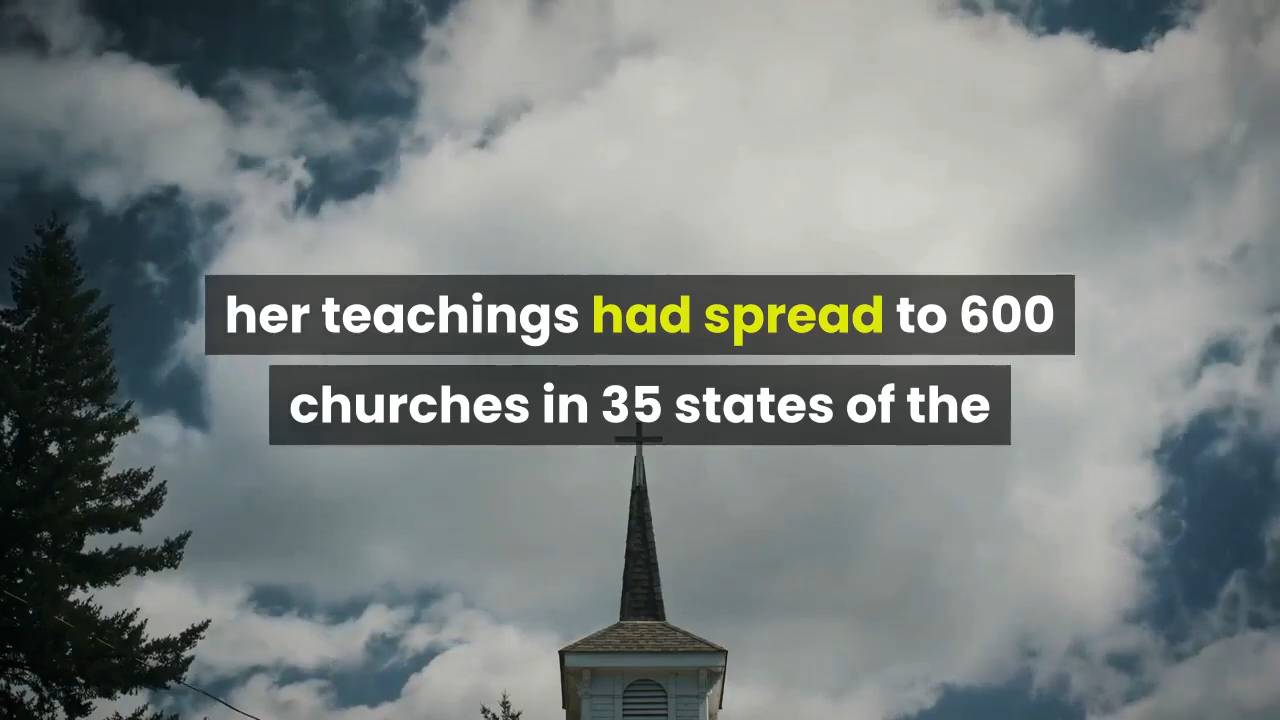 her teachings had spread to 600
churches in 35 states of the